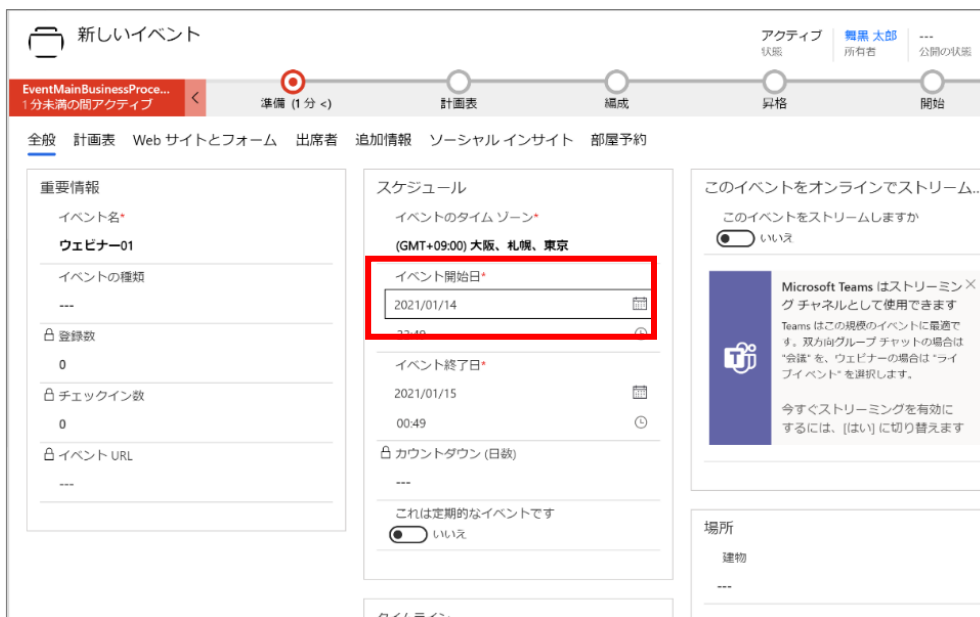 新しいイベント
アクティブ
状態
舞黒 太郎
所有者
---
公開の状態
EventMainBusinessProce...
1 分未満の間アクティブ
準備 (1 分 <)
計画表
編成
昇格
開始
全般 計画表 Web サイトとフォーム 出席者 追加情報 ソーシャル インサイト 部屋予約
重要情報
イベント名*
ウェビナー01
イベントの種類
---
登録数
0
チェックイン数
0
イベント URL
---
スケジュール
イベントのタイム ゾーン*
(GMT+09:00) 大阪、札幌、東京
イベント開始日*
2021/01/14
イベント終了日*
2021/01/15
00:49
カウントダウン (日数)
---
これは定期的なイベントです
いいえ
このイベントをオンラインでストリーム...
このイベントをストリームしますか
いいえ
Microsoft Teams はストリーミン
グ チャネルとして使用できます
Teams はこの規模のイベントに最適で
す。双方向グループ チャットの場合は
"会議" を、ウェビナーの場合は "ライ
ブイベント" を選択します。
今すぐストリーミングを有効に
するには、[はい] に切り替えます
場所
建物
---